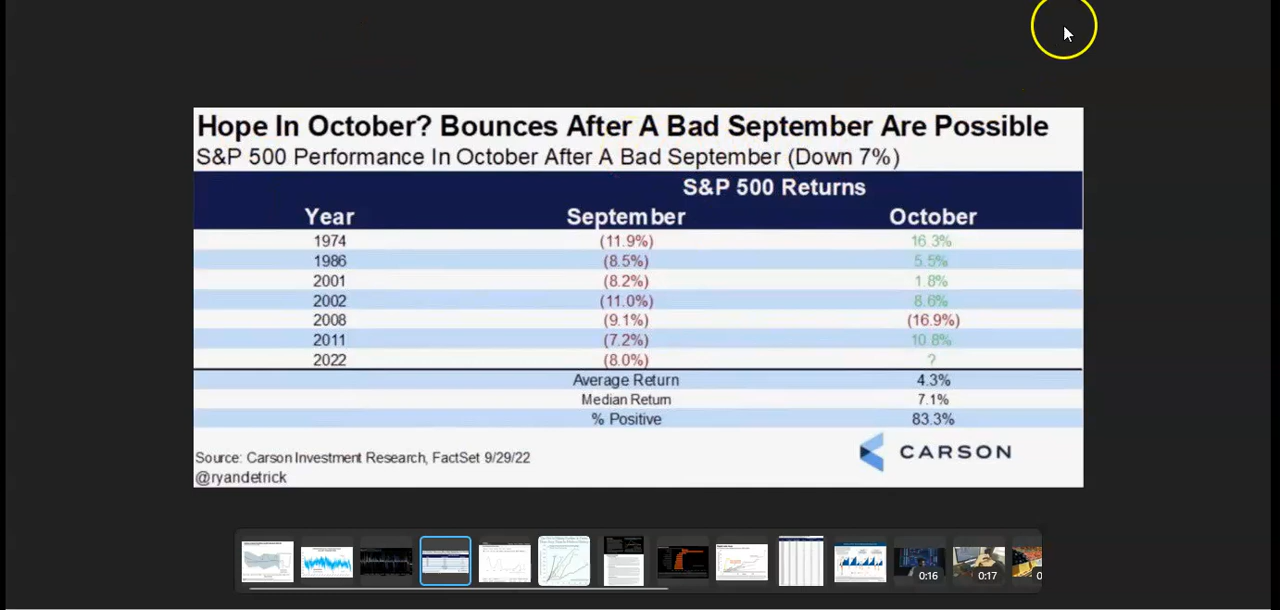 Hope In October? Bounces After A Bad September Are Possible
S&P 500 Performance In October After A Bad September (Down 7%)
S&P 500 Returns
Year September October
1974 (11.9%) 16.3%
1986 (8.5%) 5.5%
2001 (8.2%) 1.8%
2002 (11.0%) 8.6%
2008 (9.1%) (16.9%)
2011 (7.2%) 10.8%
2022 (8.0%) ?
Average Return 4.3%
Median Return 7.1%
% Positive 83.3%
Source: Carson Investment Research, FactSet 9/29/22
@ryandetrick
CARSON
0:16 0:17